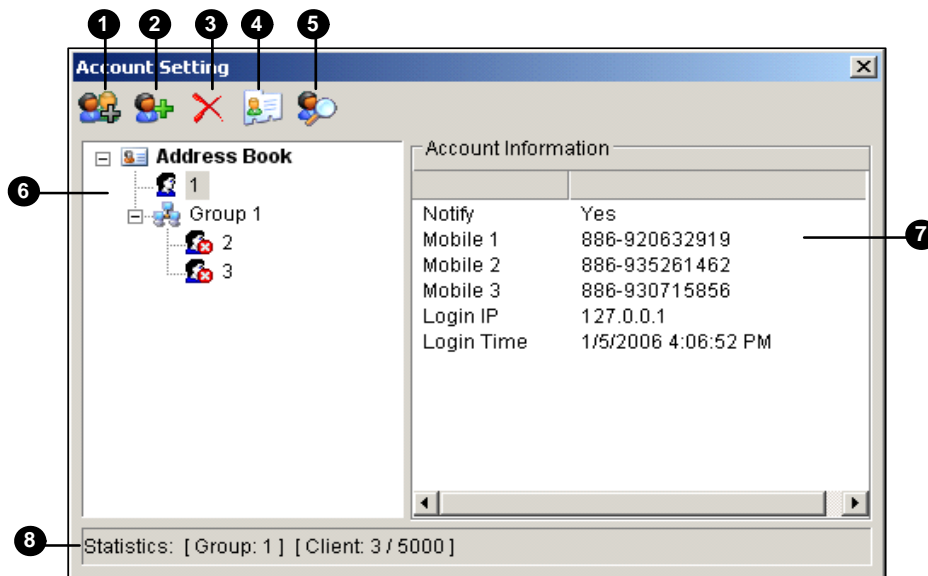 1 2 3 4 5
Account Setting
Address Book
1
Group 1
2
3
6
Account Information
Notify Yes
Mobile 1 886-920632919
Mobile 2 886-935261462
Mobile 3 886-930715856
Login IP 127.0.0.1
Login Time 1/5/2006 4:06:52 PM
7
8
Statistics: [ Group: 1 ] [ Client: 3 / 5000 ]